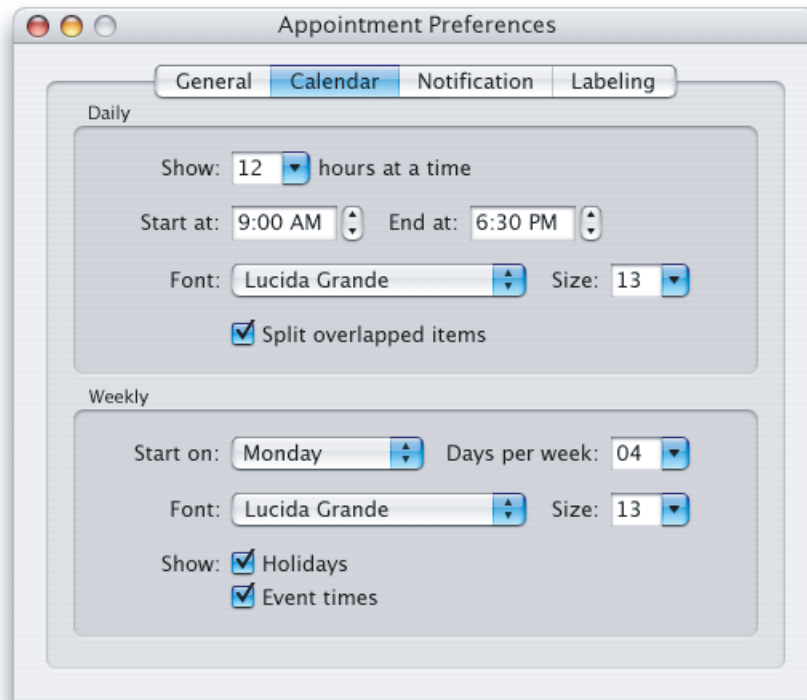 Appointment Preferences
General Calendar Notification Labeling
Daily
Show: 12 hours at a time
Start at: 9:00 AM End at: 6:30 PM
Font: Lucida Grande Size: 13
Split overlapped items
Weekly
Start on: Monday Days per week: 04
Font: Lucida Grande Size: 13
Show: Holidays
Event times